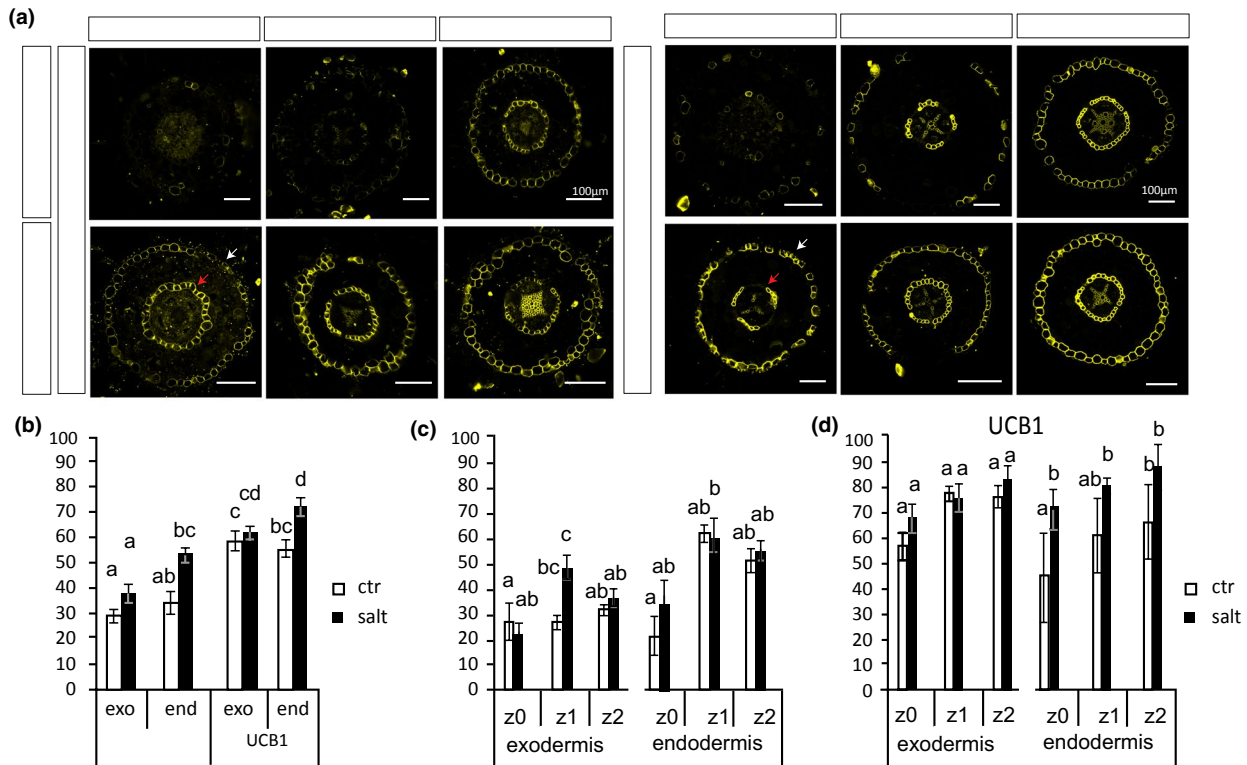 (a)
100µm
100µm
(b)
100
90
80
70
60
50
40
30
20
10
0
a
a
ab
bc
c
cd
bc
d
exo
end
exo
end
UCB1
ctr
salt
(c)
100
90
80
70
60
50
40
30
20
10
0
a
ab
bc
c
ab
ab
a
ab
ab
b
ab
ab
z0
z1
z2
z0
z1
z2
exodermis
endodermis
(d)
UCB1
100
90
80
70
60
50
40
30
20
10
0
a
a
a
a
a
a
a
b
ab
b
b
b
z0
z1
z2
z0
z1
z2
exodermis
endodermis
ctr
salt